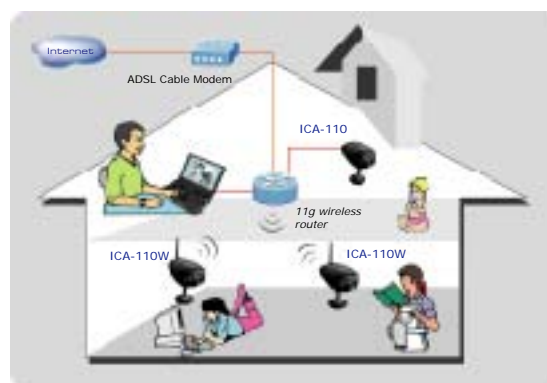 Internet
ADSL Cable Modem
ICA-110
11g wireless
router
ICA-110W
ICA-110W